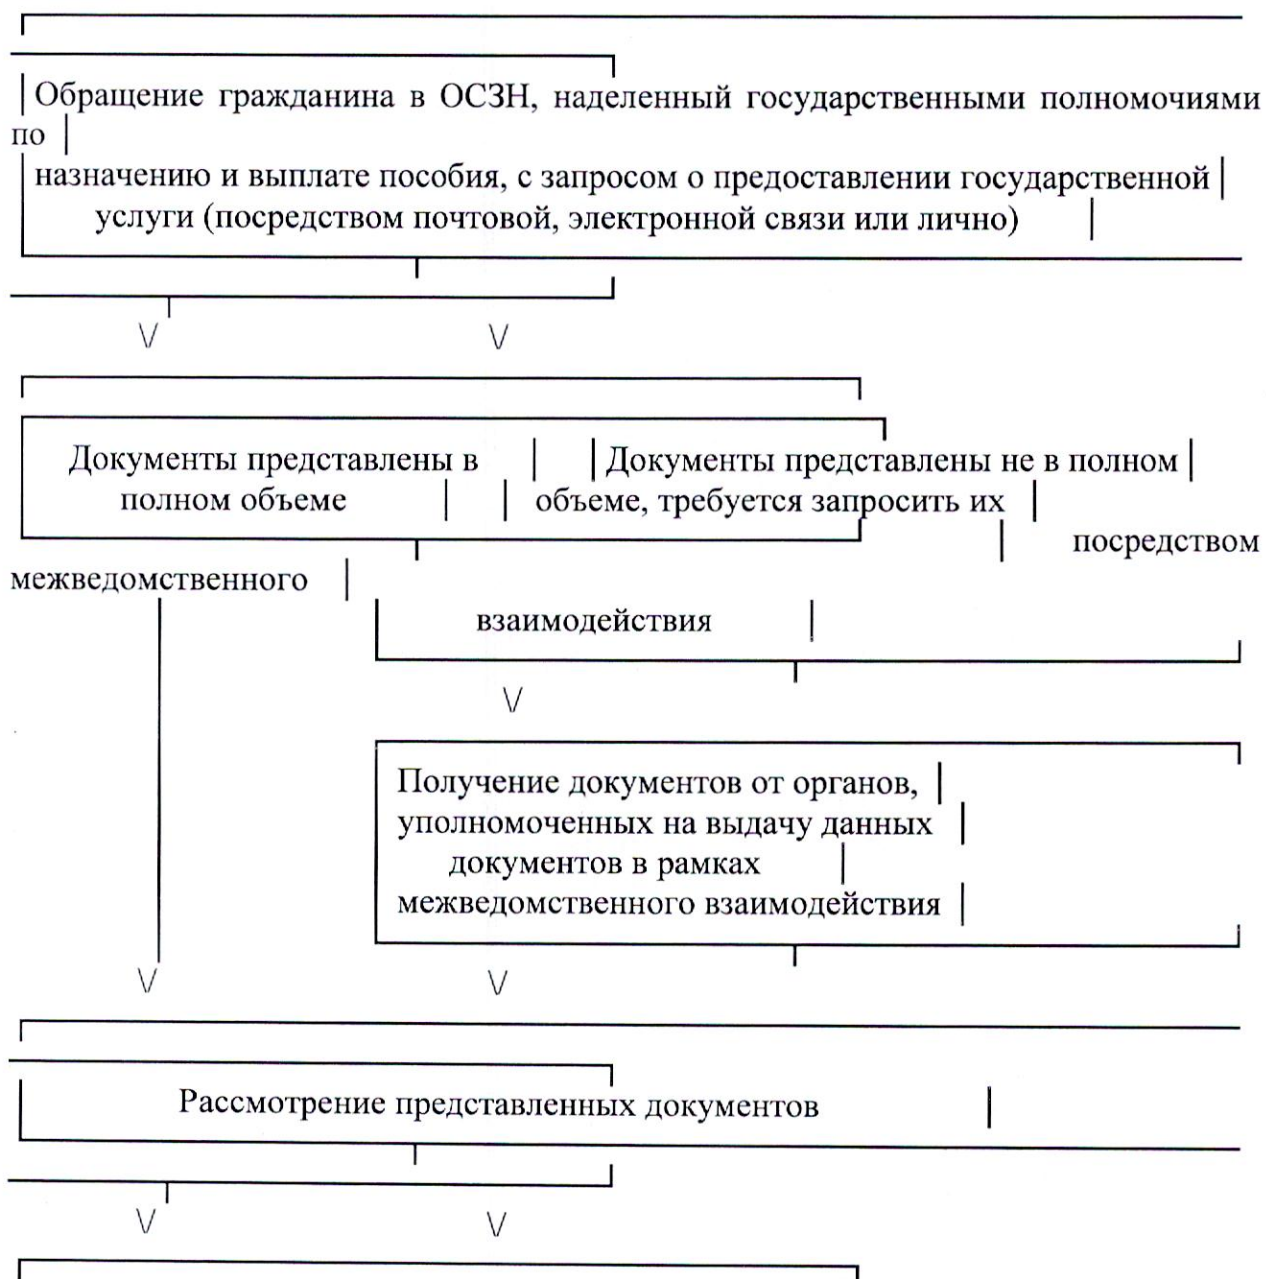 Обращение гражданина в ОСЗН, наделенный государственными полномочиями
по
назначению и выплате пособия, с запросом о предоставлении государственной
услуги (посредством почтовой, электронной связи или лично)
\/ \/
Документы представлены в | | Документы представлены не в полном |
полном объеме | | объеме, требуется запросить их |
посредством
межведомственного |
взаимодействия |
\/
Получение документов от органов, |
уполномоченных на выдачу данных |
документов в рамках |
межведомственного взаимодействия |
\/ \/
Рассмотрение представленных документов |
\/ \/